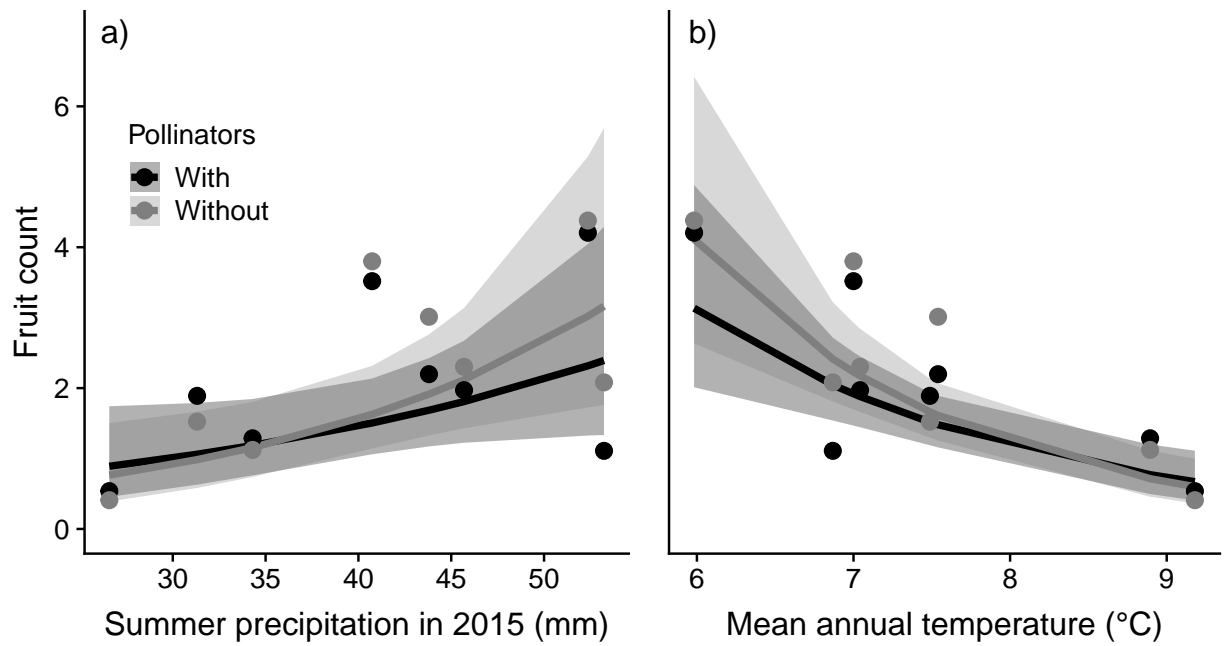 a)
b)
6
4
2
0
Fruit count
Pollinators
With
Without
30 35 40 45 50
6 7 8 9
Summer precipitation in 2015 (mm)
Mean annual temperature (°C)